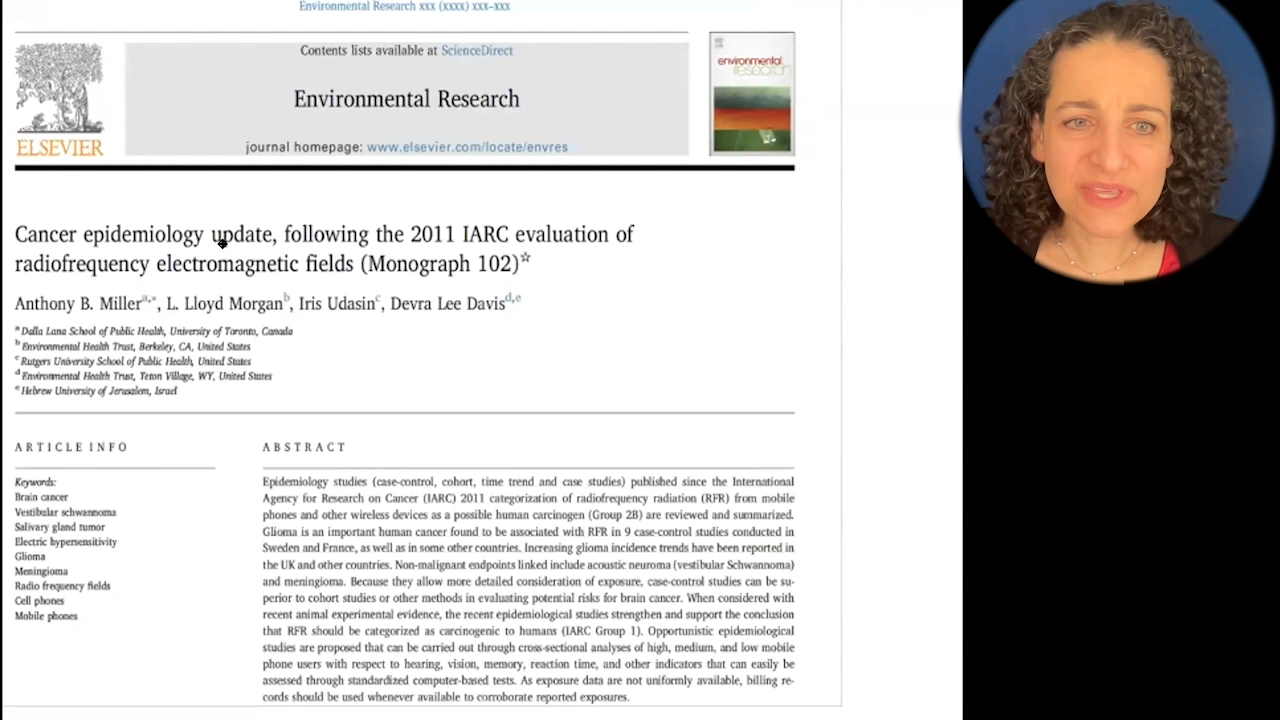 Environmental Research xxx (xxxx) xxx–xxx
Contents lists available at ScienceDirect
Environmental Research
journal homepage: www.elsevier.com/locate/envres
ELSEVIER
environmental
research
Cancer epidemiology update, following the 2011 IARC evaluation of
radiofrequency electromagnetic fields (Monograph 102)☆
Anthony B. Miller a,*, L. Lloyd Morgan b, Iris Udasin c, Devra Lee Davis d,e
a Dalla Lana School of Public Health, University of Toronto, Canada
b Environmental Health Trust, Berkeley, CA, United States
c Rutgers University School of Public Health, United States
d Environmental Health Trust, Teton Village, WY, United States
e Hebrew University of Jerusalem, Israel
ARTICLE INFO
Keywords:
Brain cancer
Vestibular schwannoma
Salivary gland tumor
Electric hypersensitivity
Glioma
Meningioma
Radio frequency fields
Cell phones
Mobile phones
ABSTRACT
Epidemiology studies (case-control, cohort, time trend and case studies) published since the International
Agency for Research on Cancer (IARC) 2011 categorization of radiofrequency radiation (RFR) from mobile
phones and other wireless devices as a possible human carcinogen (Group 2B) are reviewed and summarized.
Glioma is an important human cancer found to be associated with RFR in 9 case-control studies conducted in
Sweden and France, as well as in some other countries. Increasing glioma incidence trends have been reported in
the UK and other countries. Non-malignant endpoints linked include acoustic neuroma (vestibular Schwannoma)
and meningioma. Because they allow more detailed consideration of exposure, case-control studies can be su-
perior to cohort studies or other methods in evaluating potential risks for brain cancer. When considered with
recent animal experimental evidence, the recent epidemiological studies strengthen and support the conclusion
that RFR should be categorized as carcinogenic to humans (IARC Group 1). Opportunistic epidemiological
studies are proposed that can be carried out through cross-sectional analyses of high, medium, and low mobile
phone users with respect to hearing, vision, memory, reaction time, and other indicators that can easily be
assessed through standardized computer-based tests. As exposure data are not uniformly available, billing re-
cords should be used whenever available to corroborate reported exposures.